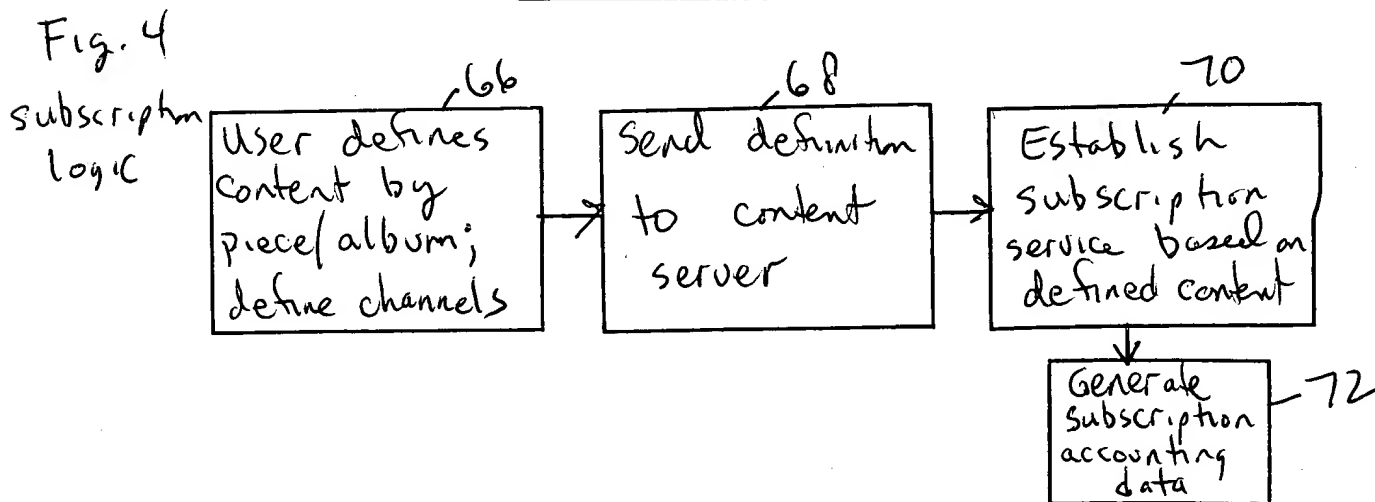 Fig. 4
subscription
logic
66
User defines
content by
piece/album;
define channels
68
Send definition
to content
server
70
Establish
subscription
service based on
defined content
72
Generate
subscription
accounting
data